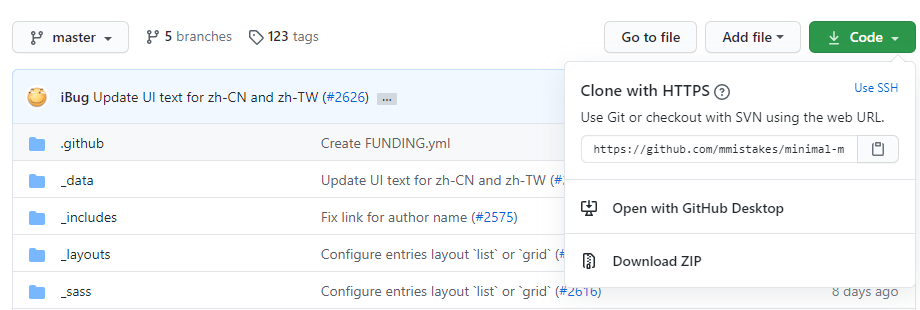 master 5 branches 123 tags Go to file Add file Code
iBug Update UI text for zh-CN and zh-TW (#2626) ...
Clone with HTTPS ? Use SSH
Use Git or checkout with SVN using the web URL.
https://github.com/mmistakes/minimal-m
Open with GitHub Desktop
Download ZIP
.github Create FUNDING.yml
_data Update UI text for zh-CN and zh-TW (#2
_includes Fix link for author name (#2575)
_layouts Configure entries layout `list` or `grid` (#
_sass Configure entries layout `list` or `grid` (#2616) 8 days ago